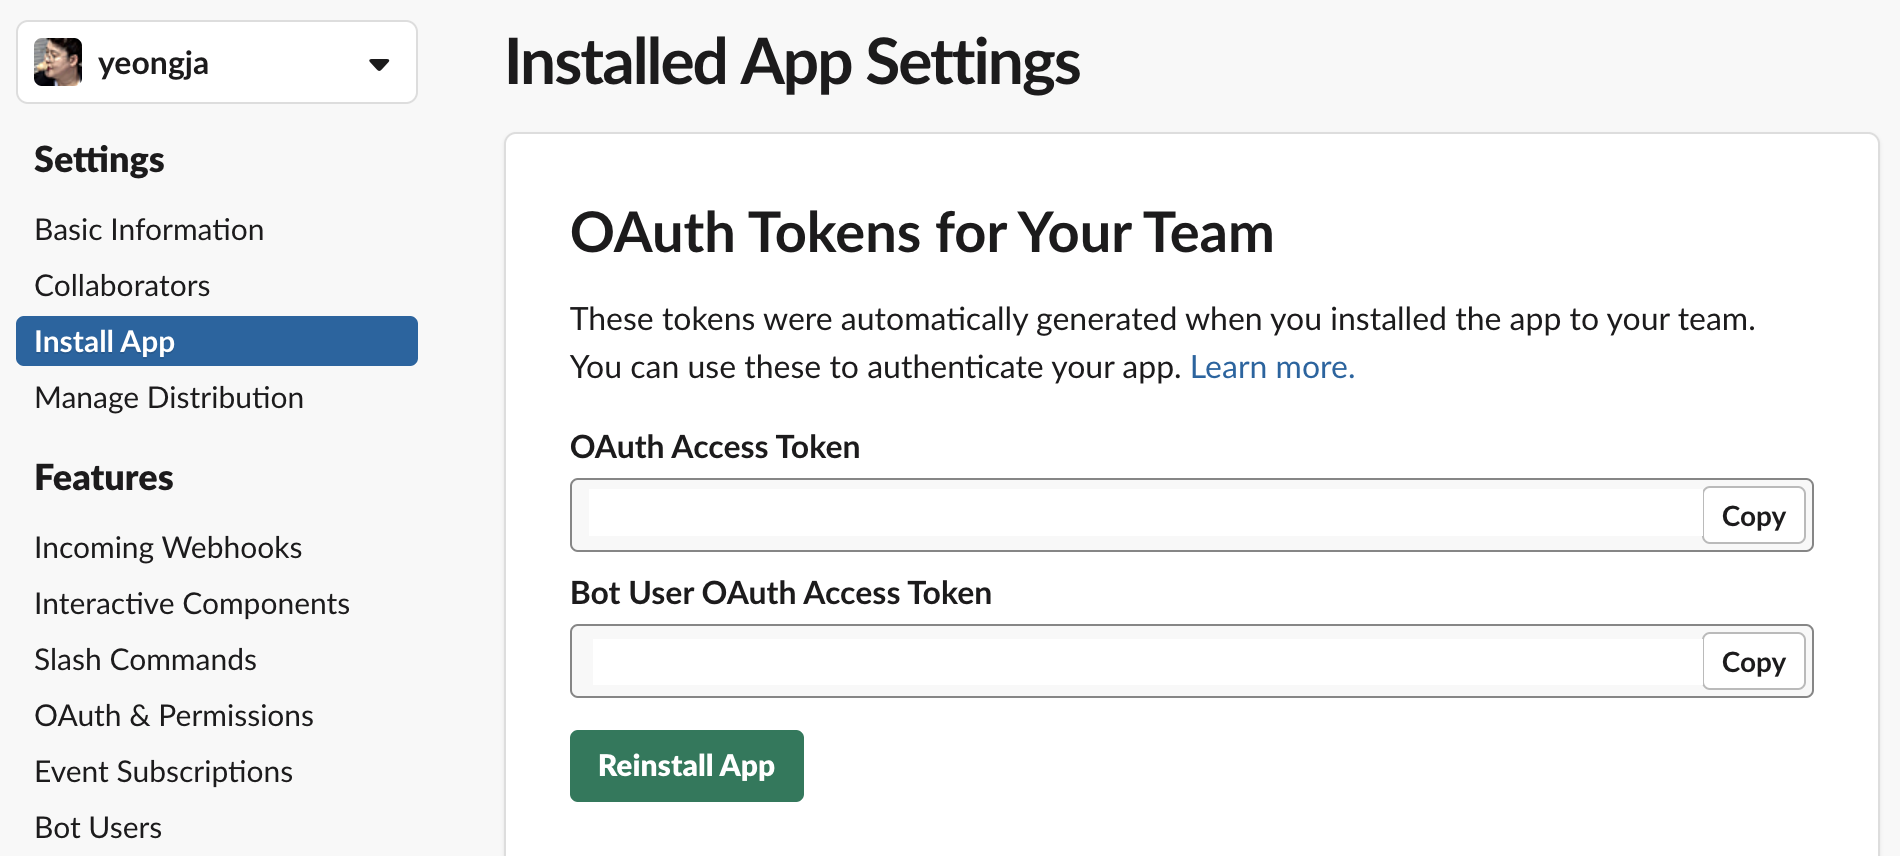 yeongja
Settings
Basic Information
Collaborators
Install App
Manage Distribution
Features
Incoming Webhooks
Interactive Components
Slash Commands
OAuth & Permissions
Event Subscriptions
Bot Users
Installed App Settings
OAuth Tokens for Your Team
These tokens were automatically generated when you installed the app to your team.
You can use these to authenticate your app. Learn more.
OAuth Access Token
Copy
Bot User OAuth Access Token
Copy
Reinstall App